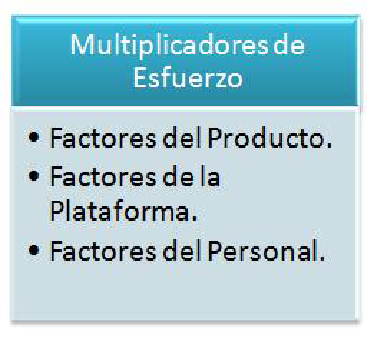 Multiplicadores de
Esfuerzo
• Factores del Producto.
• Factores de la
Plataforma.
• Factores del Personal.